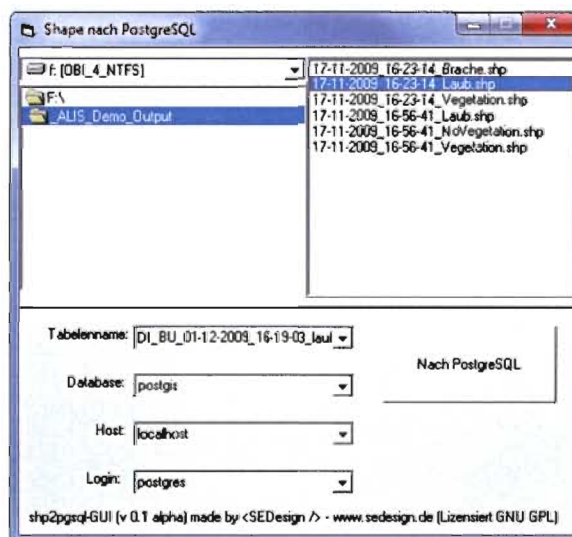 Shape nach PostgreSQL
f: [OBI_4_NTFS]
F:\
_ALIS_Demo_Output
17-11-2009_16-23-14_Brache.shp
17-11-2009_16-23-14_Laub.shp
17-11-2009_16-23-14_Vegetation.shp
17-11-2009_16-56-41_Laub.shp
17-11-2009_16-56-41_NoVegetation.shp
17-11-2009_16-56-41_Vegetation.shp
Tabellenname: DI_BU_i01-12-2009_16-19-03_laul
Nach PostgreSQL
Database: postgis
Host: localhost
Login: postgres
shp2pgsql-GUI (v 0.1 alpha) made by <SEDesign /> - www.sedesign.de (Lizensiert GNU GPL)